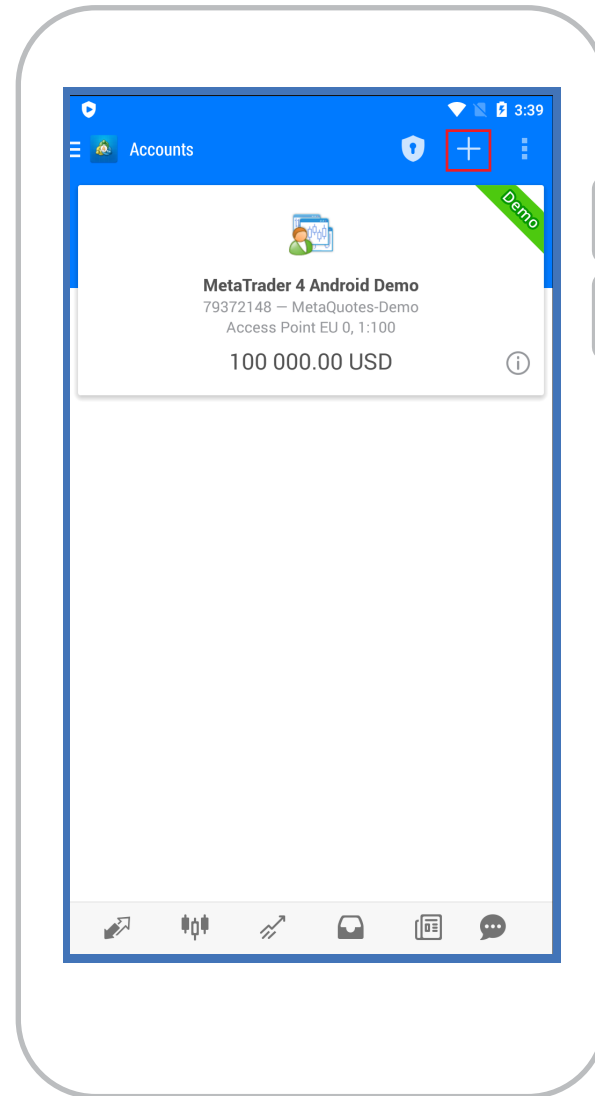 3:39
Accounts
Demo
MetaTrader 4 Android Demo
79372148 — MetaQuotes-Demo
Access Point EU 0, 1:100
100 000.00 USD